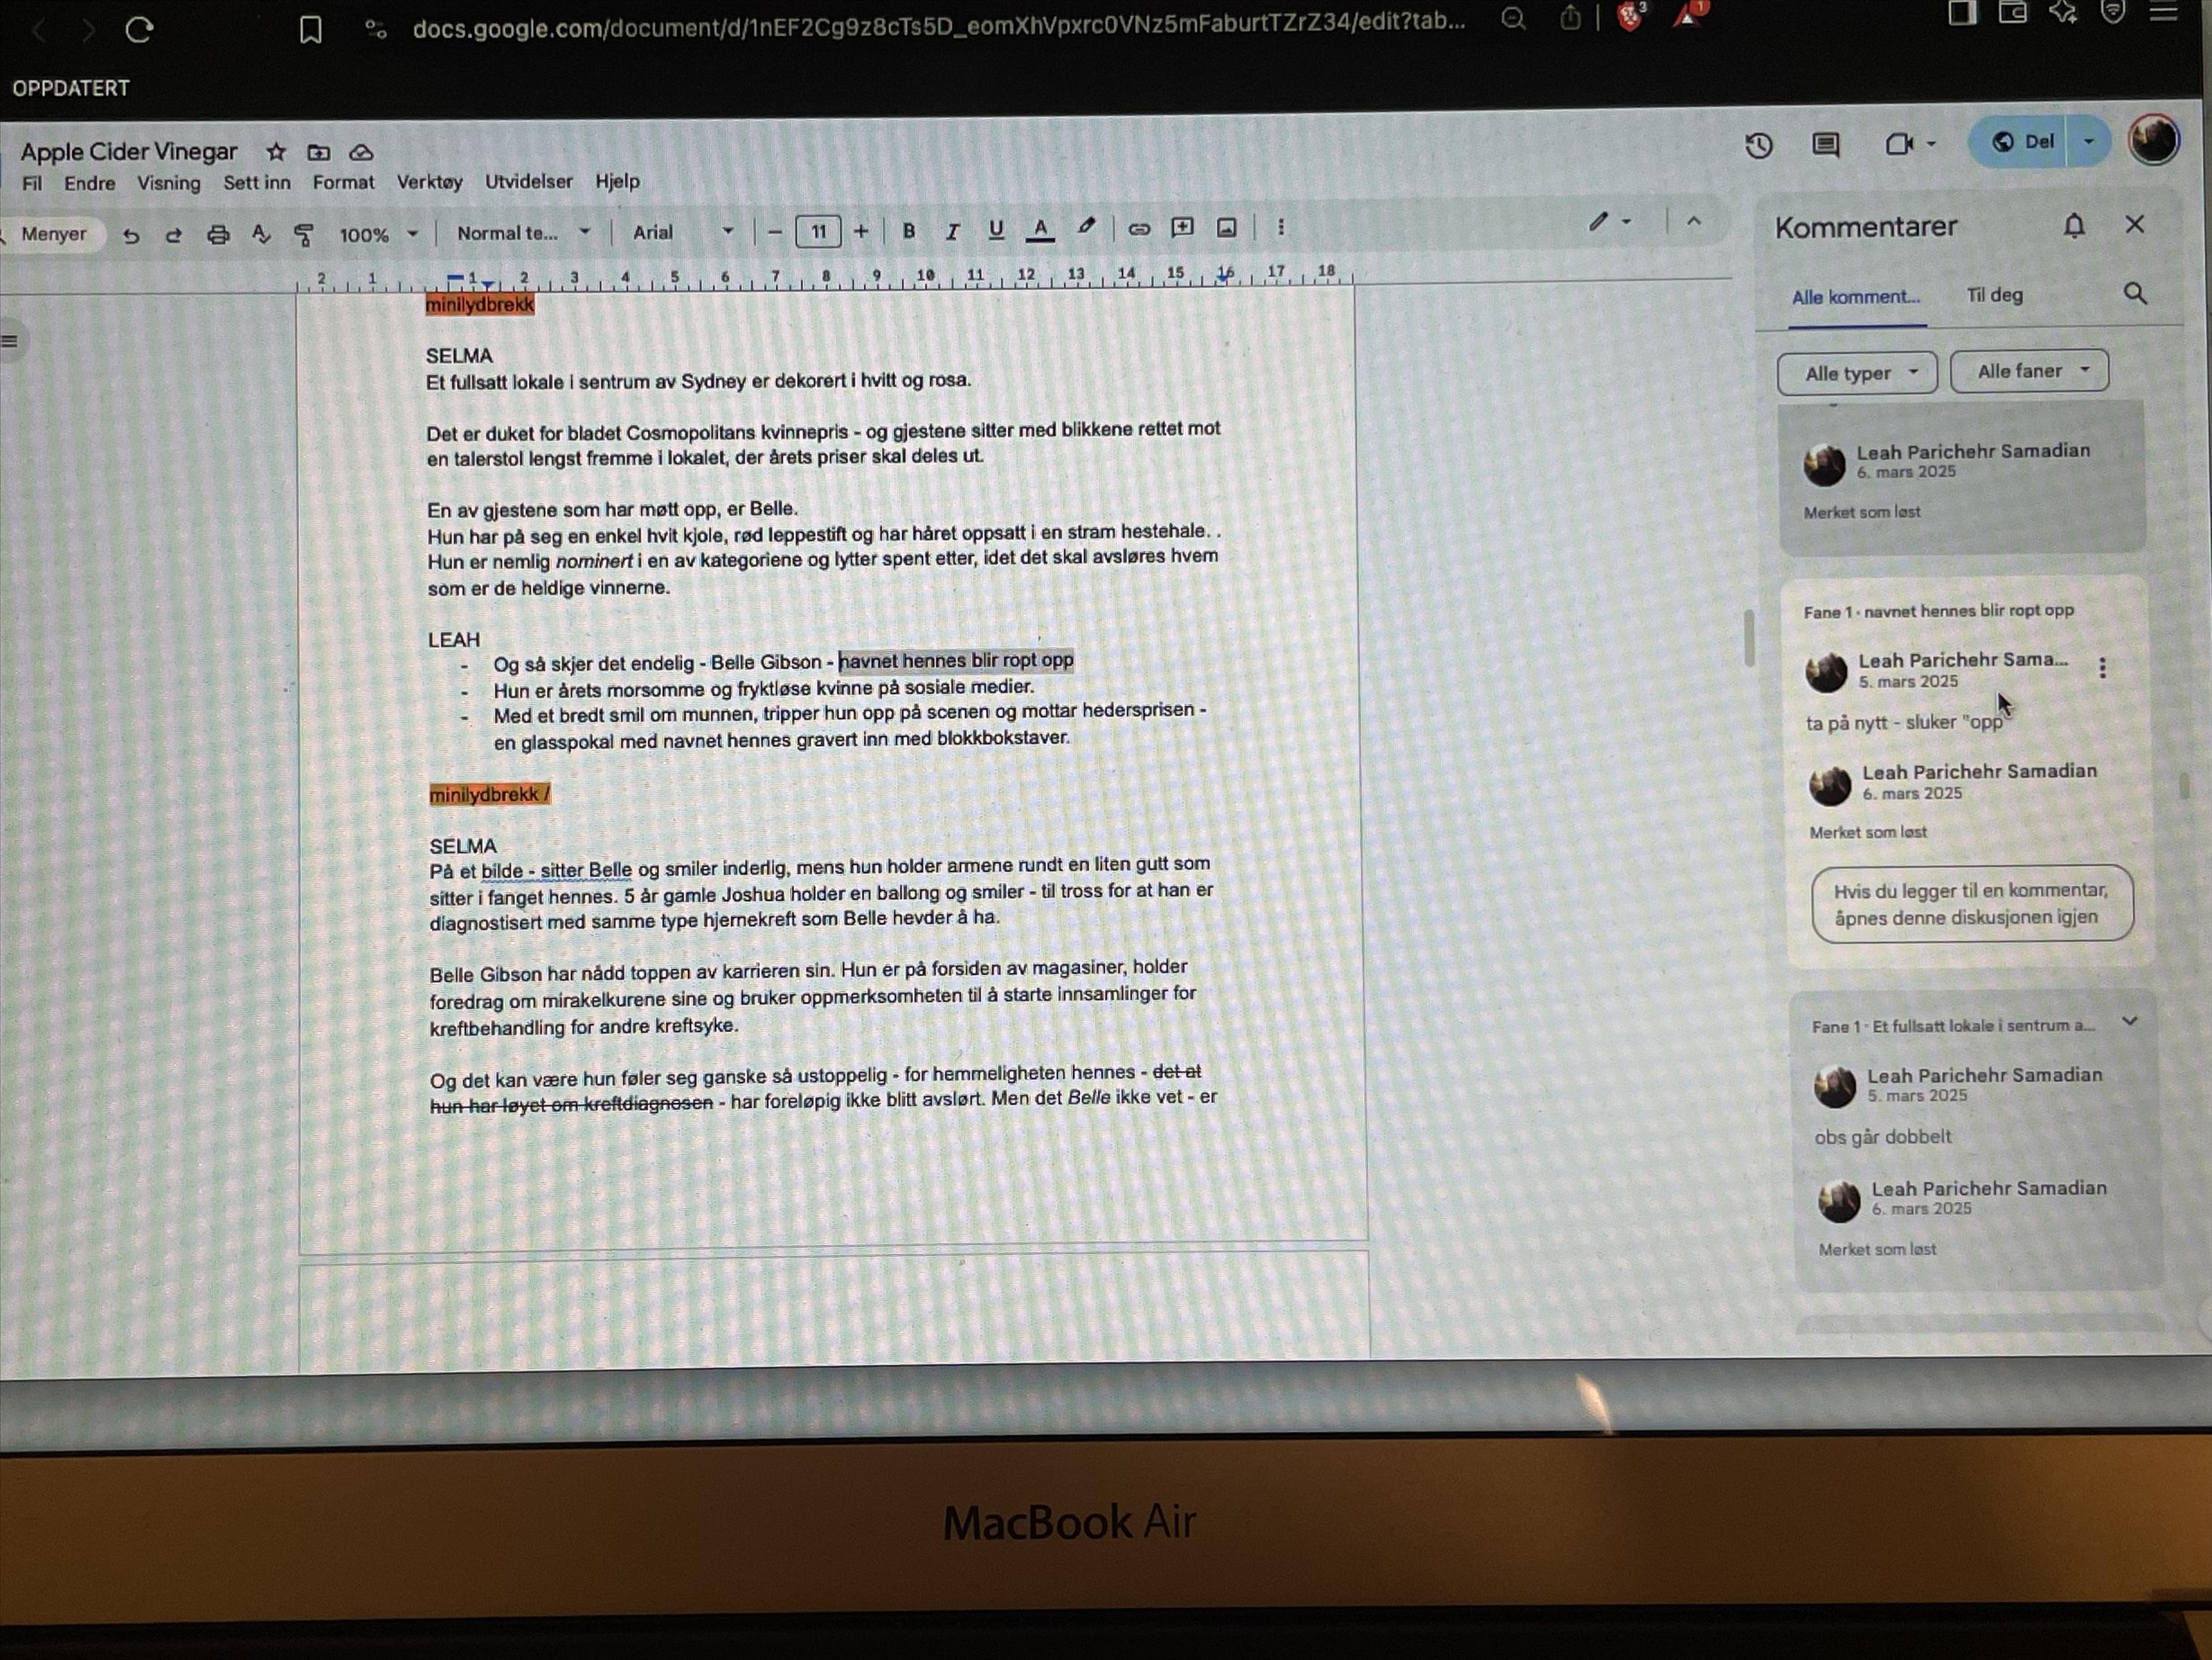 docs.google.com/document/d/1nEF2Cg9z8cTs5D_eomXhVpxrc0VNz5mFaburtTZrZ34/edit?tab...
3
1
OPPDATERT
Apple Cider Vinegar
Fil Endre Visning Sett inn Format Verktøy Utvidelser Hjelp
Del
Menyer 100% Normal te... Arial 11 B I U A
2 1 1 2 3 4 5 6 7 8 9 10 11 12 13 14 15 16 17 18
minilydbrekk
SELMA
Et fullsatt lokale i sentrum av Sydney er dekorert i hvitt og rosa.
Det er duket for bladet Cosmopolitans kvinnepris - og gjestene sitter med blikkene rettet mot
en talerstol lengst fremme i lokalet, der årets priser skal deles ut.
En av gjestene som har møtt opp, er Belle.
Hun har på seg en enkel hvit kjole, rød leppestift og har håret oppsatt i en stram hestehale. .
Hun er nemlig nominert i en av kategoriene og lytter spent etter, idet det skal avsløres hvem
som er de heldige vinnerne.
LEAH
- Og så skjer det endelig - Belle Gibson - navnet hennes blir ropt opp
- Hun er årets morsomme og fryktløse kvinne på sosiale medier.
- Med et bredt smil om munnen, tripper hun opp på scenen og mottar hedersprisen -
en glasspokal med navnet hennes gravert inn med blokkbokstaver.
minilydbrekk /
SELMA
På et bilde - sitter Belle og smiler inderlig, mens hun holder armene rundt en liten gutt som
sitter i fanget hennes. 5 år gamle Joshua holder en ballong og smiler - til tross for at han er
diagnostisert med samme type hjernekreft som Belle hevder å ha.
Belle Gibson har nådd toppen av karrieren sin. Hun er på forsiden av magasiner, holder
foredrag om mirakelkurene sine og bruker oppmerksomheten til å starte innsamlinger for
kreftbehandling for andre kreftsyke.
Og det kan være hun føler seg ganske så ustoppelig - for hemmeligheten hennes - det at
hun har løyet om kreftdiagnosen - har foreløpig ikke blitt avslørt. Men det Belle ikke vet - er
Kommentarer
Alle komment... Til deg
Alle typer Alle faner
Leah Parichehr Samadian
6. mars 2025
Merket som løst
Fane 1 · navnet hennes blir ropt opp
Leah Parichehr Sama...
5. mars 2025
ta på nytt - sluker "opp"
Leah Parichehr Samadian
6. mars 2025
Merket som løst
Hvis du legger til en kommentar,
åpnes denne diskusjonen igjen
Fane 1 · Et fullsatt lokale i sentrum a...
Leah Parichehr Samadian
5. mars 2025
obs går dobbelt
Leah Parichehr Samadian
6. mars 2025
Merket som løst
MacBook Air